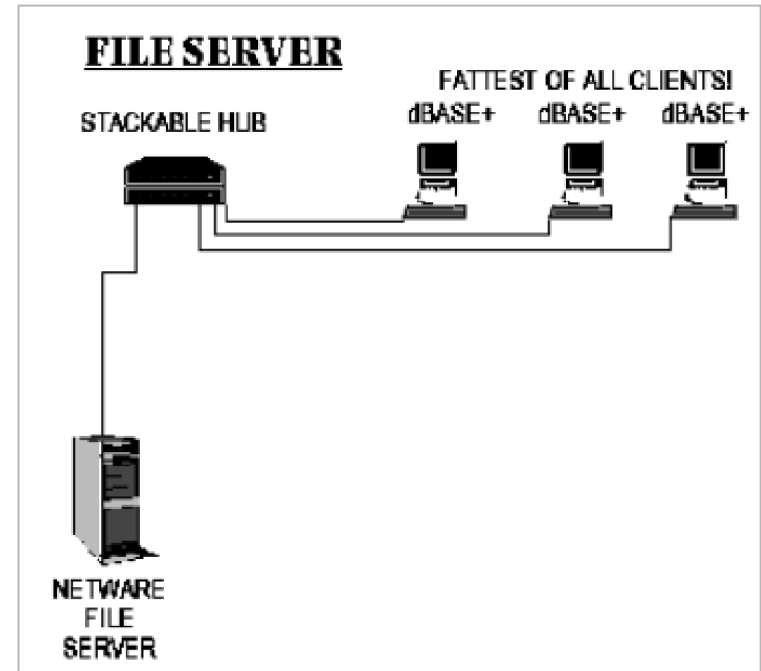 FILE SERVER
FATTEST OF ALL CLIENTS!
STACKABLE HUB
dBASE+ dBASE+ dBASE+
NETWARE
FILE
SERVER